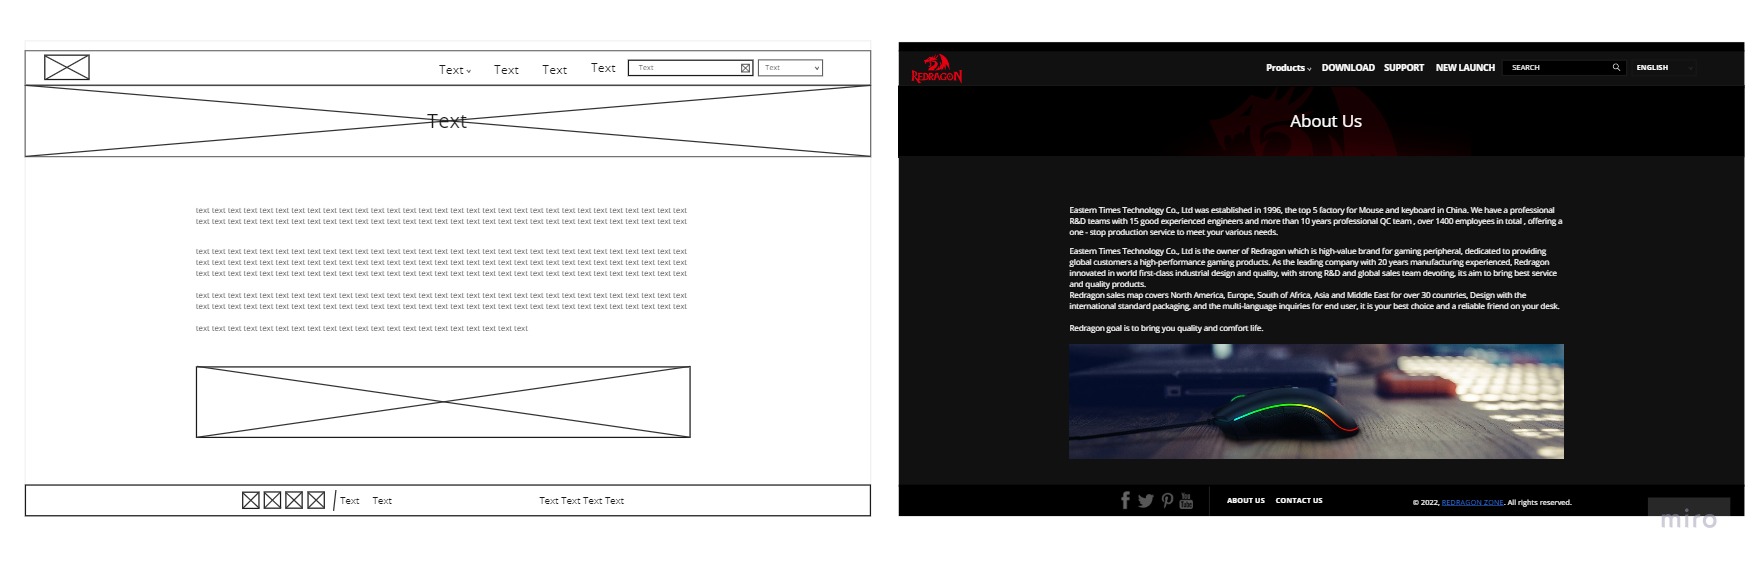 Text Text Text Text Text Text
Text
text text text text text text text text text text text text text text text text text text text text text text text text text text text text text text text
text text text text text text text text text text text text text text text text text text text text text text text text text text text text text text text
text text text text text text text text text text text text text text text text text text text text text text text text text text text text text text text
text text text text text text text text text text text text text text text text text text text text text text text text text text text text text text text
text text text text text text text text text text text text text text text text text text text text text text text text text text text text text text text
text text text text text text text text text text text text text text text text text text text text text text text text text text text text text text text
text text text text text text text text text text text text text text text text text text text text text text text text text text text text text text text
text text text text text text text text text text text text text text text text text text text text text
Text Text Text Text Text Text
REDRAGON Products DOWNLOAD SUPPORT NEW LAUNCH SEARCH ENGLISH
About Us
Eastern Times Technology Co., Ltd was established in 1996, the top 5 factory for Mouse and keyboard in China. We have a professional
R&D teams with 15 good experienced engineers and more than 10 years professional QC team , over 1400 employees in total , offering a
one - stop production service to meet your various needs.
Eastern Times Technology Co., Ltd is the owner of Redragon which is high-value brand for gaming peripheral, dedicated to providing
global customers a high-performance gaming products. As the leading company with 20 years manufacturing experienced, Redragon
innovated in world first-class industrial design and quality, with strong R&D and global sales team devoting, its aim to bring best service
and quality products.
Redragon sales map covers North America, Europe, South of Africa, Asia and Middle East for over 30 countries, Design with the
international standard packaging, and the multi-language inquiries for end user, it is your best choice and a reliable friend on your desk.
Redragon goal is to bring you quality and comfort life.
You Tube ABOUT US CONTACT US © 2022, REDRAGON ZONE. All rights reserved.
miro